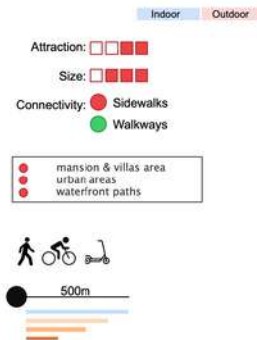 Indoor Outdoor
Attraction:
Size:
Connectivity: Sidewalks
Walkways
mansion & villas area
urban areas
waterfront paths
500m